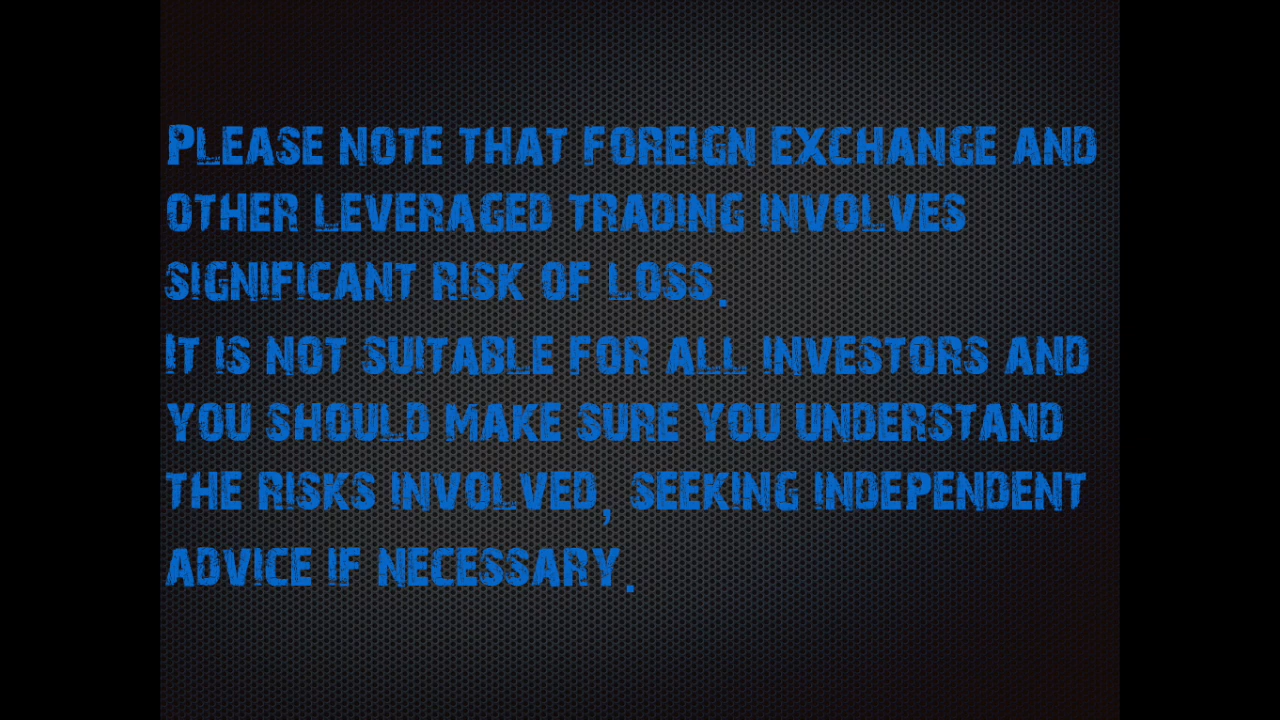 Please note that foreign exchange and
other leveraged trading involves
significant risk of loss.
It is not suitable for all investors and
you should make sure you understand
the risks involved, seeking independent
advice if necessary.